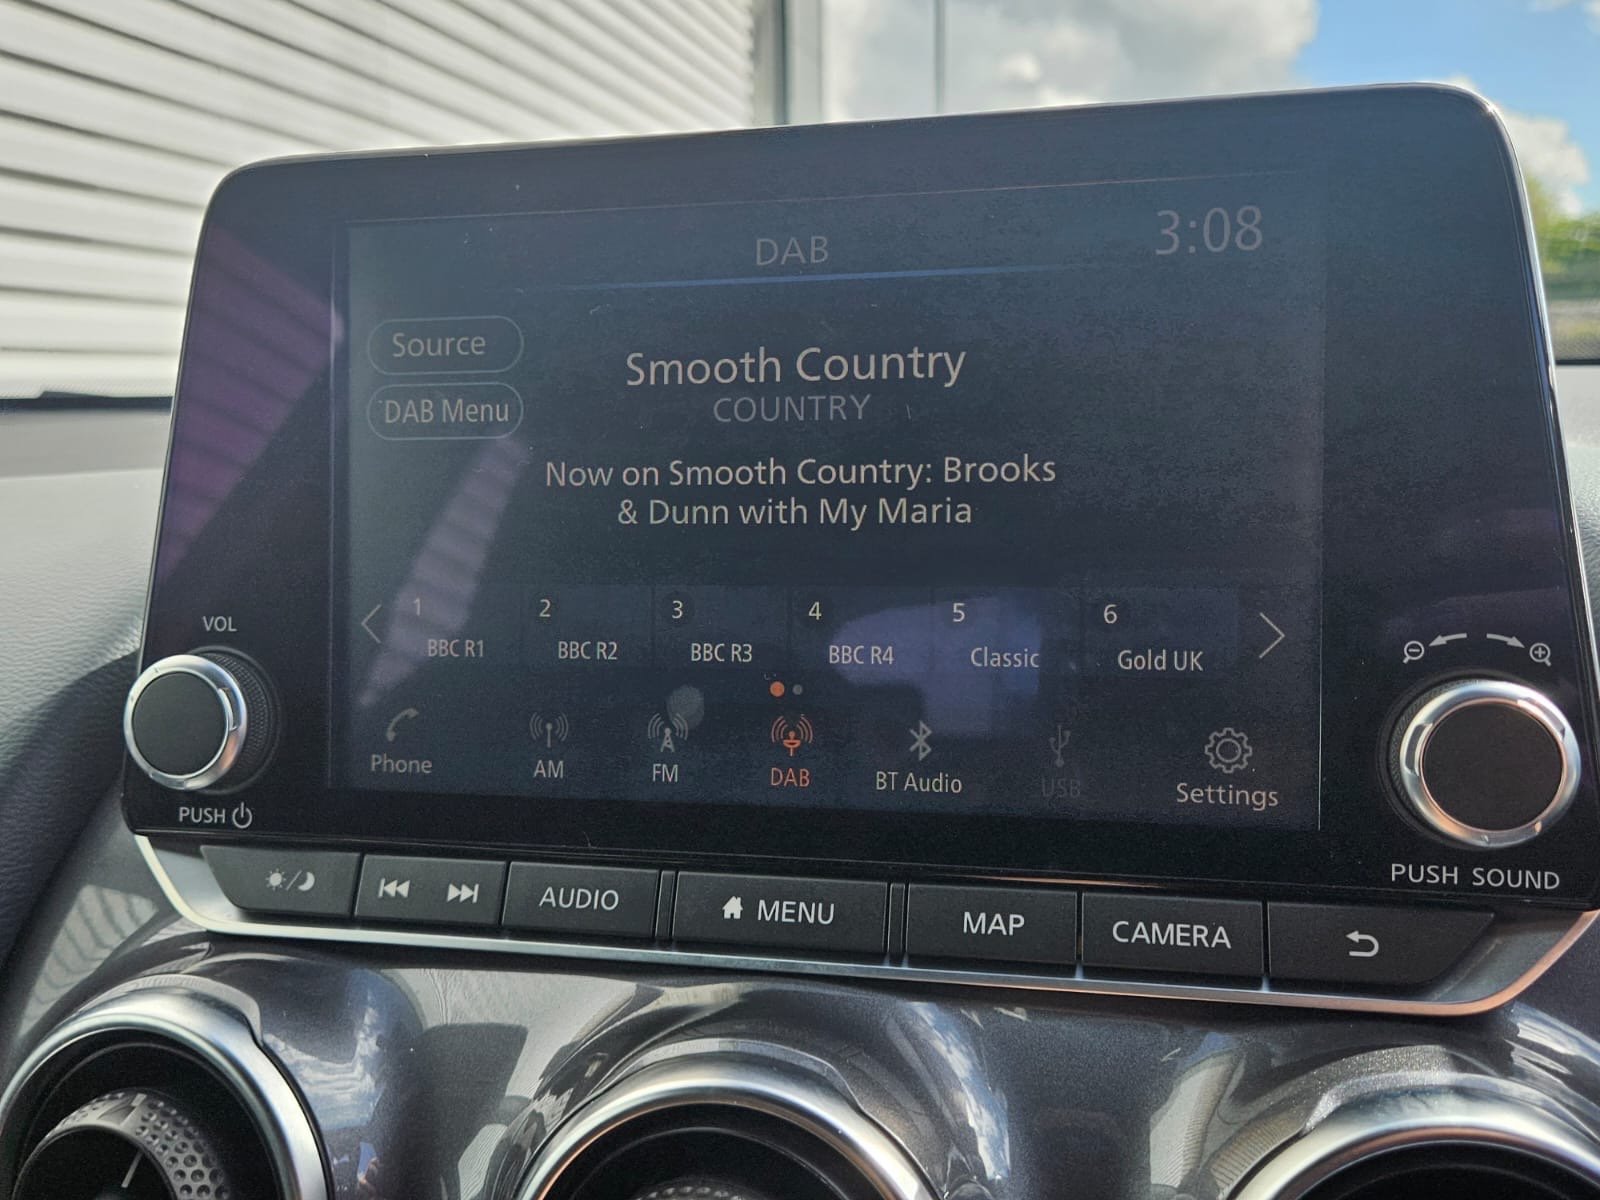 DAB
3:08
Source
DAB Menu
Smooth Country
COUNTRY
Now on Smooth Country: Brooks
& Dunn with My Maria
1 BBC R1
2 BBC R2
3 BBC R3
4 BBC R4
5 Classic
6 Gold UK
Phone
AM
FM
DAB
BT Audio
USB
Settings
VOL
PUSH
PUSH SOUND
AUDIO
MENU
MAP
CAMERA